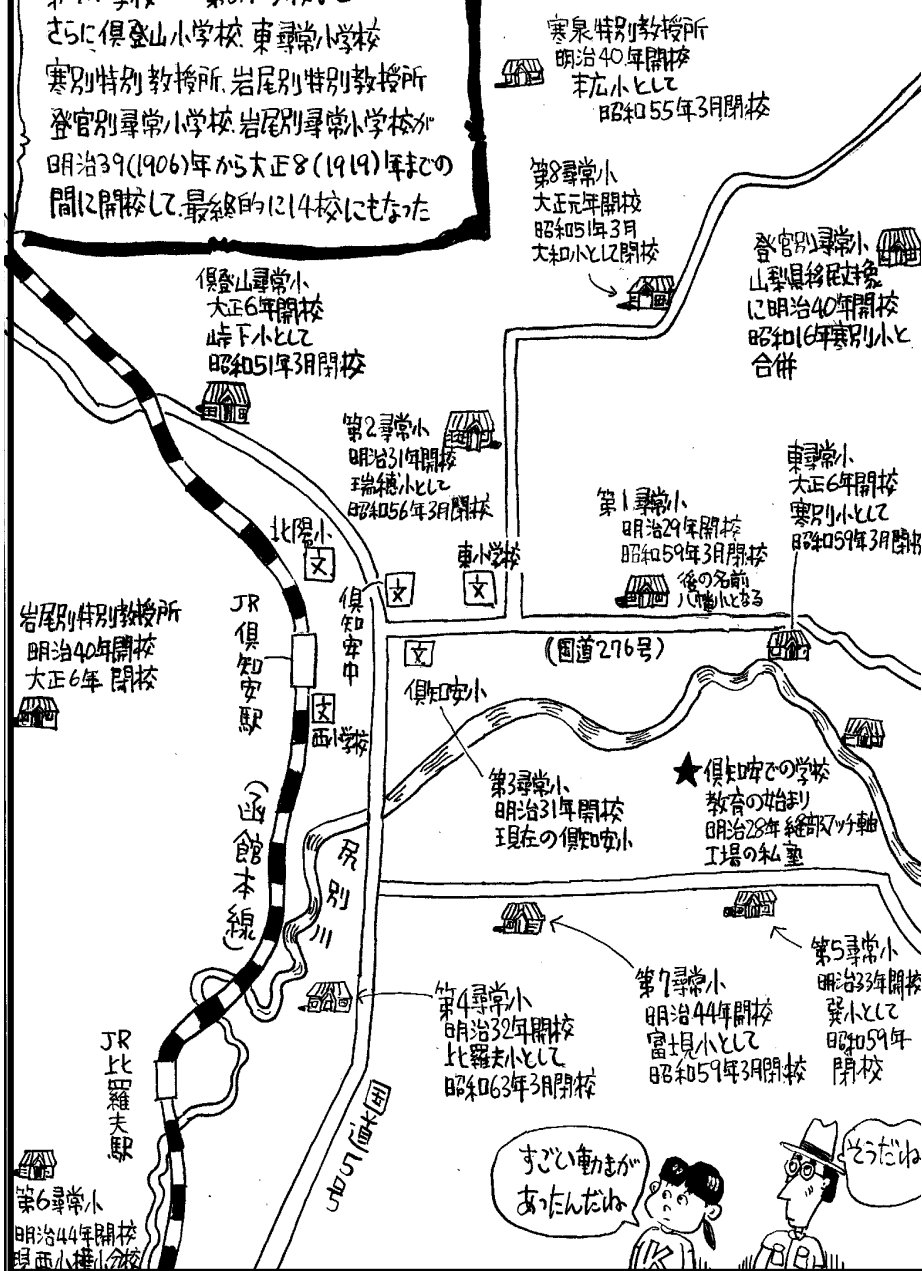 さらに倶登山小学校、東尋常小学校
寒別特別教授所、岩尾別特別教授所
登官別尋常小学校、岩尾別尋常小学校が
明治39(1906)年から大正8(1919)年までの
間に開校して、最終的に14校にもなった
寒泉特別教授所
明治40年開校
末広小として
昭和55年3月閉校
第8尋常小
大正元年開校
昭和51年3月
大和小として閉校
登官別尋常小
山梨県移民対象
に明治40年開校
昭和16年寒別小と
合併
倶登山尋常小
大正6年開校
峠下小として
昭和51年3月閉校
第2尋常小
明治31年開校
瑞穂小として
昭和56年3月閉校
第1尋常小
明治29年開校
昭和59年3月閉校
後の名前
八幡小となる
東尋常小
大正6年開校
寒別小として
昭和59年3月閉校
北陽小
文
東小学校
文
文
倶知安中
岩尾別特別教授所
明治40年開校
大正6年 閉校
JR
倶知安駅
文
西小学校
文
倶知安小
(国道276号)
第3尋常小
明治31年開校
現在の倶知安小
★倶知安での学校
教育の始まり
明治28年 マッチ軸
工場の私塾
(函館本線)
尻別川
第4尋常小
明治32年開校
比羅夫小として
昭和63年3月閉校
第7尋常小
明治44年開校
富士見小として
昭和59年3月閉校
第5尋常小
明治33年開校
巽小として
昭和59年
閉校
JR
比羅夫駅
国道5号
第6尋常小
明治44年開校
現西小樺山分校
すごい動きが
あったんだね
そうだね
K